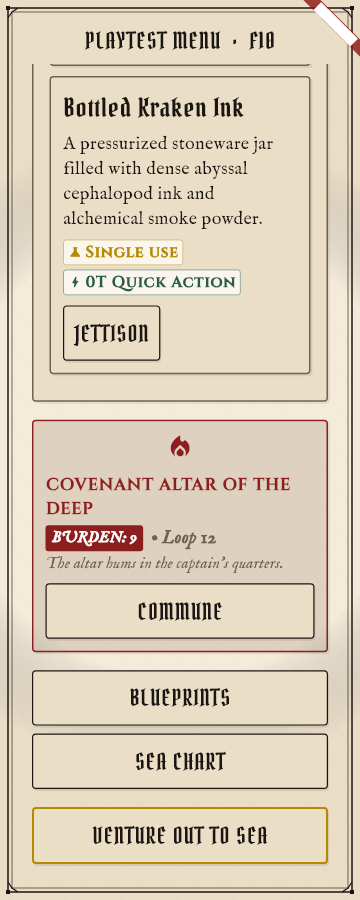 PLAYTEST MENU · F10
Bottled Kraken Ink
A pressurized stoneware jar
filled with dense abyssal
cephalopod ink and
alchemical smoke powder.
SINGLE USE
0T QUICK ACTION
JETTISON
COVENANT ALTAR OF THE
DEEP
BURDEN: 9 • Loop 12
The altar hums in the captain's quarters.
COMMUNE
BLUEPRINTS
SEA CHART
VENTURE OUT TO SEA